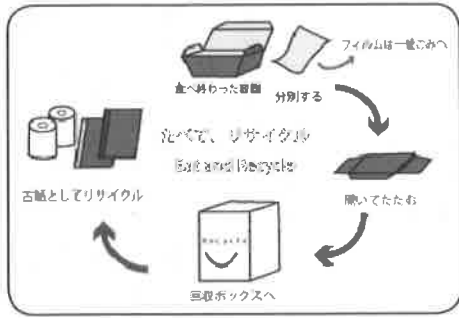 フィルムは一般ごみへ
食べ終わった容器
分別する
たべて、リサイクル
Eat and Recycle
古紙としてリサイクル
開いてたたむ
Recycle
回収ボックスへ